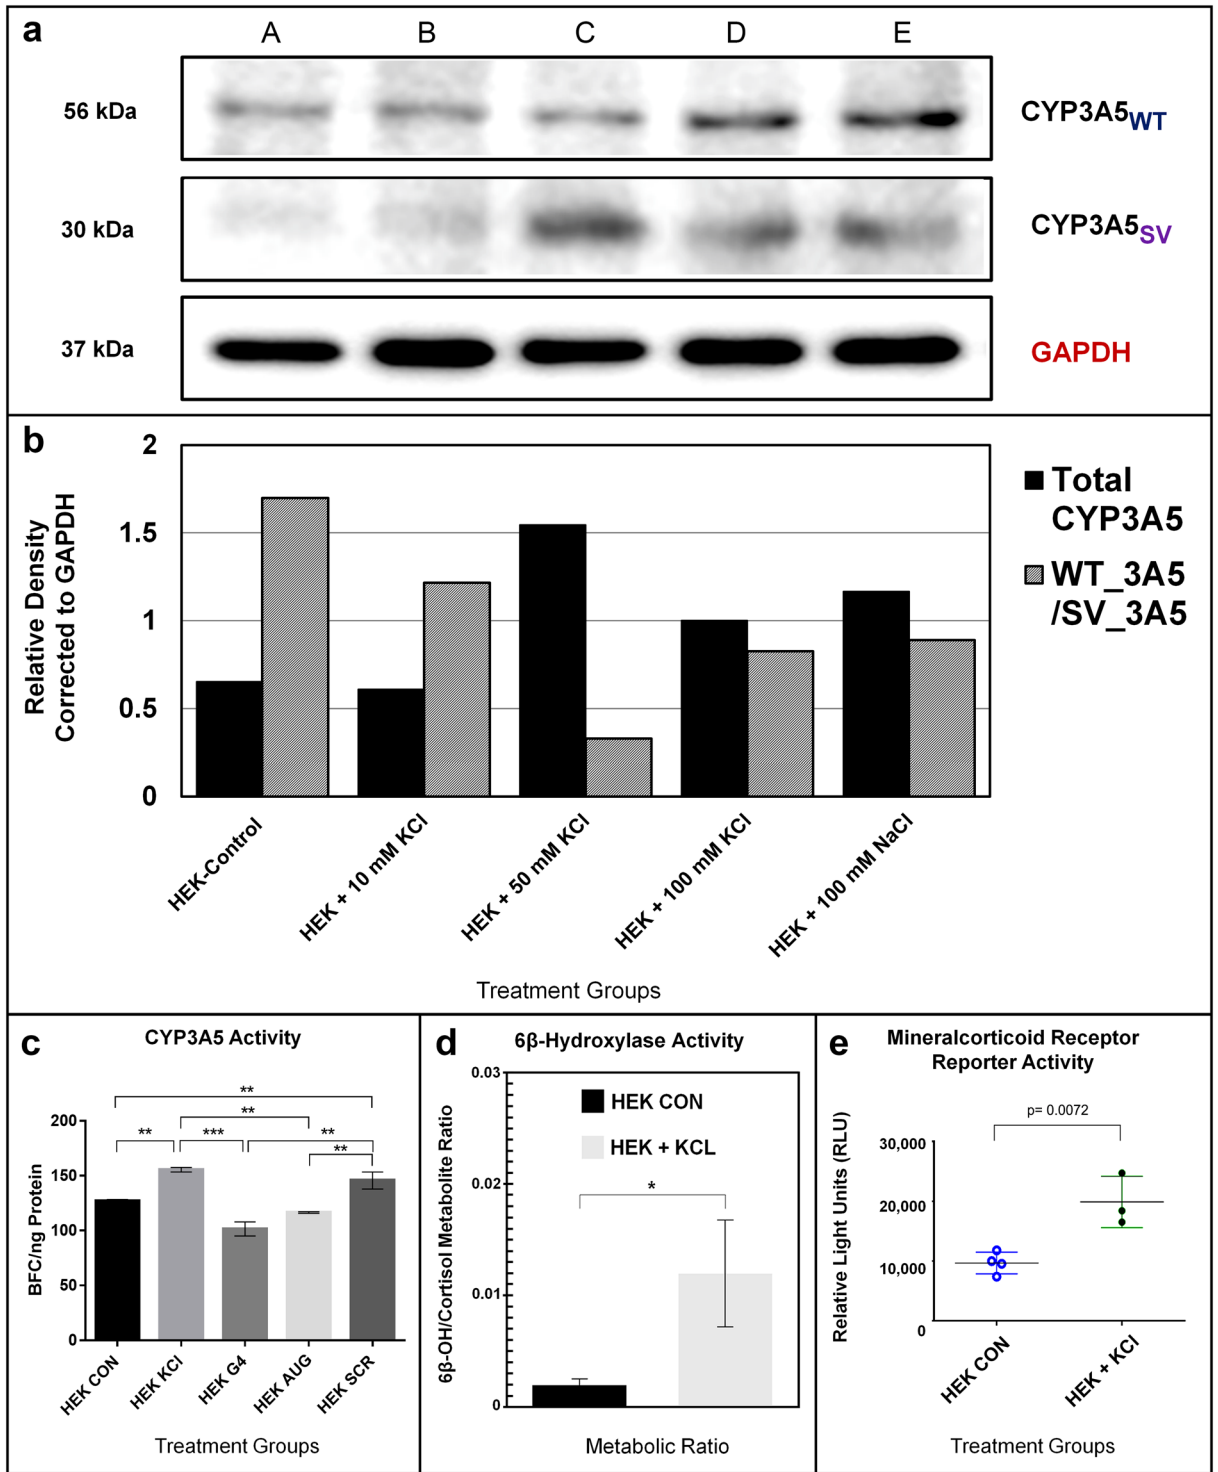 a
A B C D E
56 kDa
CYP3A5WT
30 kDa
CYP3A5SV
37 kDa
GAPDH
b
Relative Density
Corrected to GAPDH
2
1.5
1
0.5
0
Total
CYP3A5
WT_3A5
/SV_3A5
HEK-Control
HEK + 10 mM KCl
HEK + 50 mM KCl
HEK + 100 mM KCl
HEK + 100 mM NaCl
Treatment Groups
c
CYP3A5 Activity
BFC/ng Protein
200
150
100
50
0
**
**
** *** **
**
HEK CON
HEK KCl
HEK G4
HEK AUG
HEK SCR
Treatment Groups
d
6β-Hydroxylase Activity
6β-OH/Cortisol Metabolite Ratio
0.03
0.02
0.01
0
HEK CON
HEK + KCL
*
Metabolic Ratio
e
Mineralcorticoid Receptor
Reporter Activity
Relative Light Units (RLU)
p= 0.0072
30,000
20,000
10,000
0
HEK CON
HEK + KCl
Treatment Groups